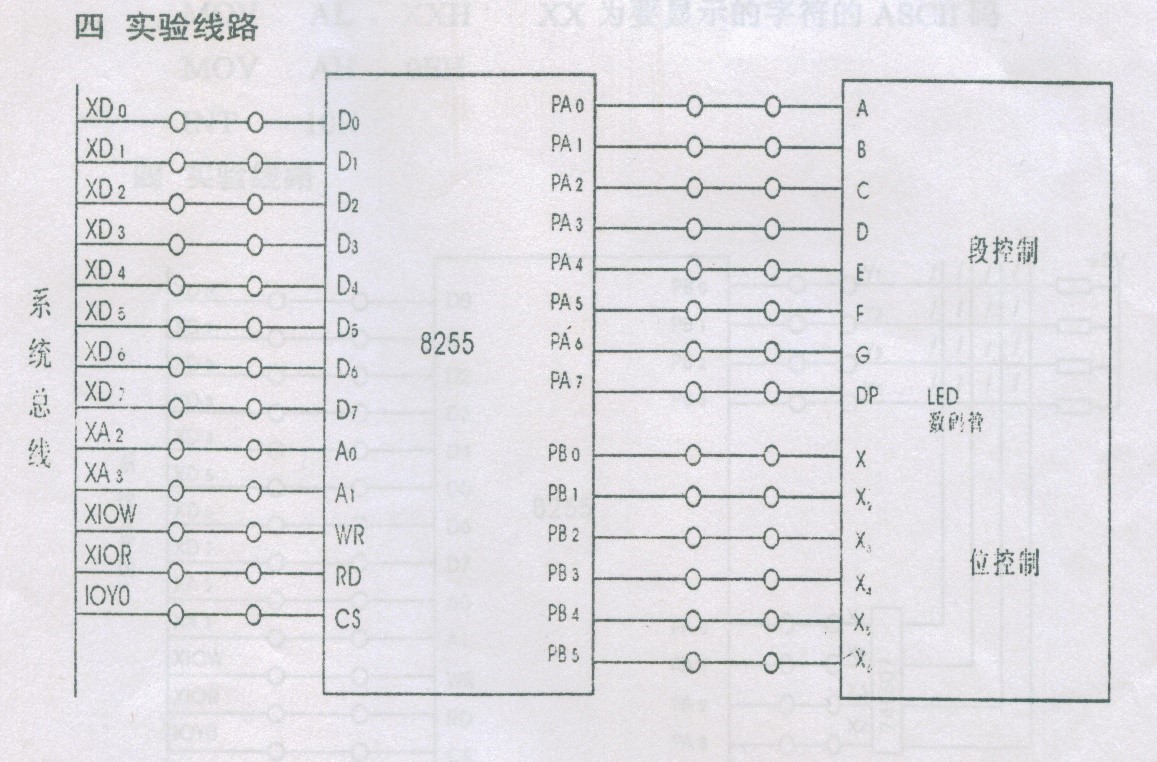 四 实验线路
系统总线
XD0
XD1
XD2
XD3
XD4
XD5
XD6
XD7
XA2
XA3
XIOW
XIOR
IOY0
D0
D1
D2
D3
D4
D5
D6
D7
A0
A1
WR
RD
CS
8255
PA0
PA1
PA2
PA3
PA4
PA5
PA6
PA7
PB0
PB1
PB2
PB3
PB4
PB5
A
B
C
D
E
F
G
DP
X
X2
X3
X4
X5
X6
段控制
LED
数码管
位控制